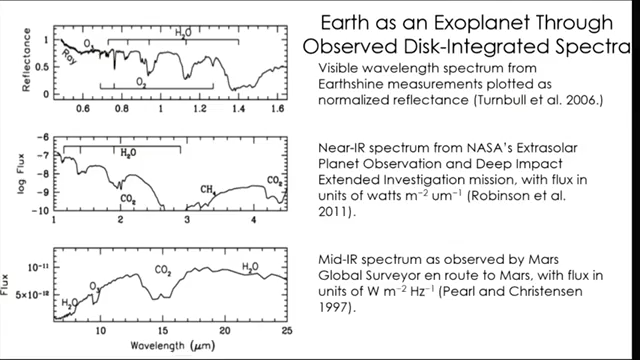 Earth as an Exoplanet Through
Observed Disk-Integrated Spectra
Visible wavelength spectrum from
Earthshine measurements plotted as
normalized reflectance (Turnbull et al. 2006.)
Reflectance
1
0.5
0
Ray
O3
H2O
O2
0.6 0.8 1 1.2 1.4 1.6
Near-IR spectrum from NASA's Extrasolar
Planet Observation and Deep Impact
Extended Investigation mission, with flux in
units of watts m−2 um−1 (Robinson et al.
2011).
log Flux
−6
−7
−8
−9
−10
H2O
CO2
CH4
CO2
1 2 3 4
Mid-IR spectrum as observed by Mars
Global Surveyor en route to Mars, with flux in
units of W m−2 Hz−1 (Pearl and Christensen
1997).
Flux
10−11
5×10−12
H2O
O3
CO2
H2O
10 15 20 25
Wavelength (μm)